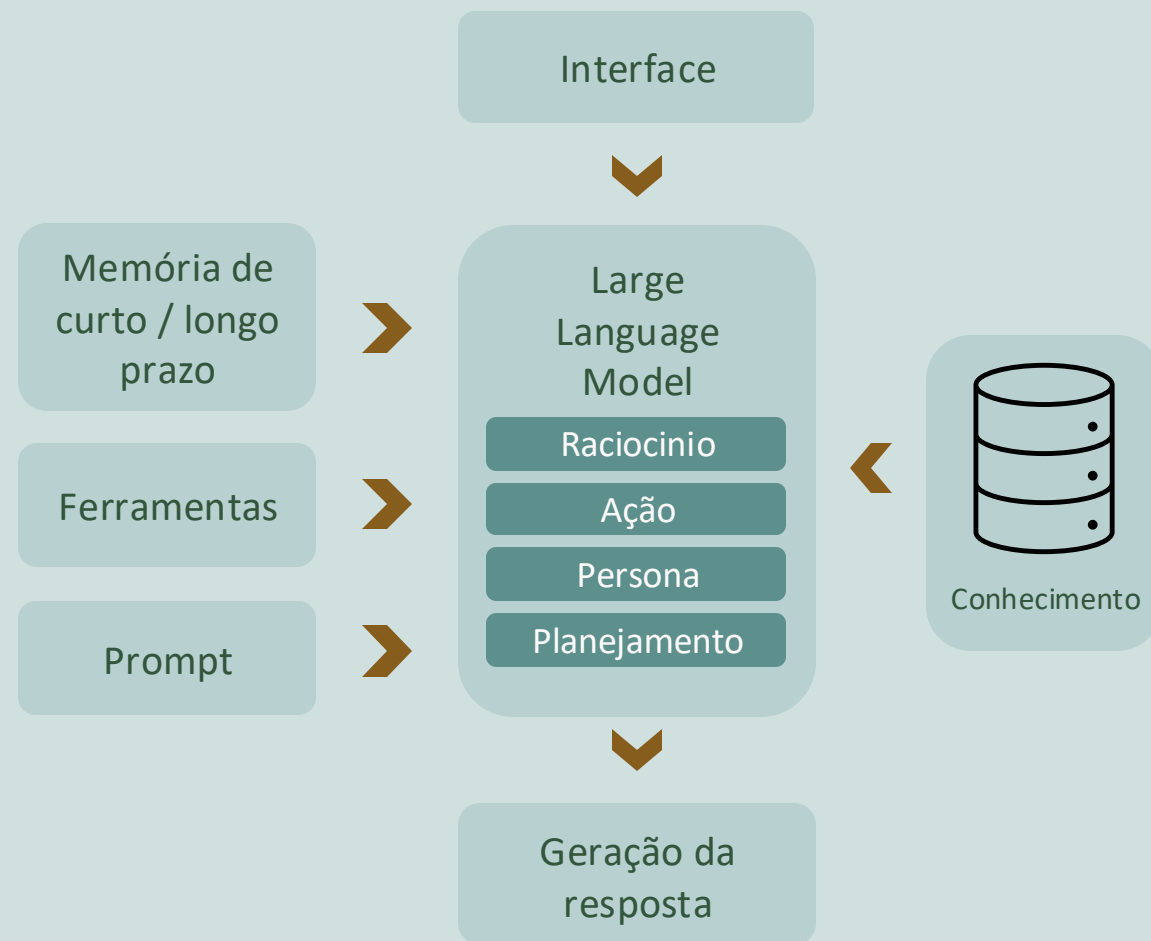 Interface
Memória de
curto / longo
prazo
Ferramentas
Prompt
Large
Language
Model
Raciocinio
Ação
Persona
Planejamento
Conhecimento
Geração da
resposta